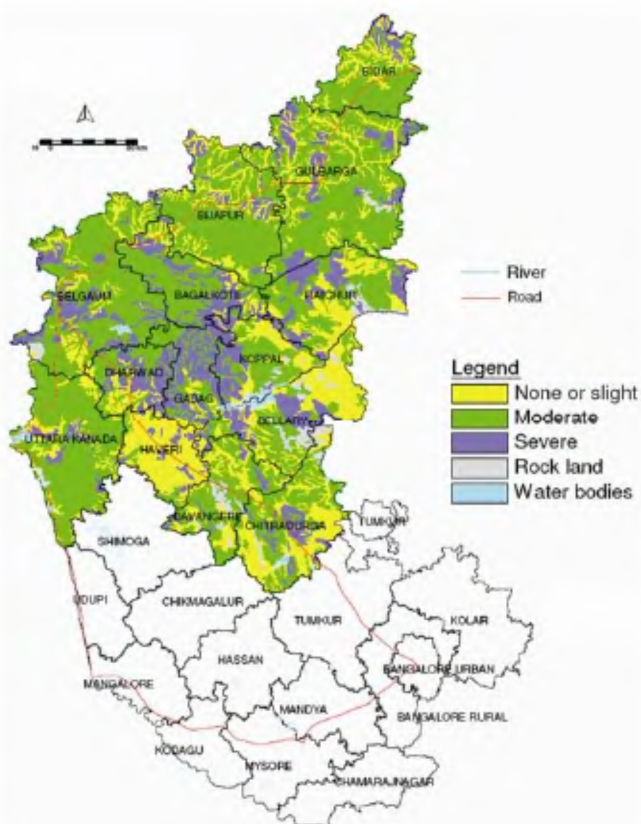 BIDAR
GULBARGA
BIJAPUR
BELGAUM
BAGALKOTE
RAICHUR
River
Road
KOPPAL
DHARWAD
GADAG
Legend
None or slight
Moderate
Severe
Rock land
Water bodies
UTTARA KANADA
HAVERI
BELLARY
DAVANGERE
CHITRADURGA
TUMKUR
SHIMOGA
UDUPI
CHIKMAGALUR
TUMKUR
KOLAR
HASSAN
BANGALORE URBAN
MANGALORE
MANDYA
BANGALORE RURAL
KODAGU
MYSORE
CHAMARAJNAGAR